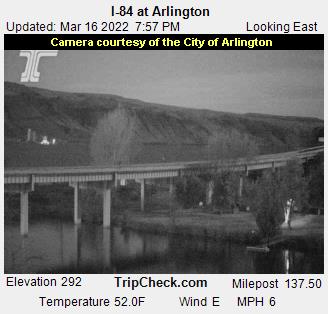 I-84 at Arlington
Updated: Mar 16 2022 7:57 PM Looking East
Camera courtesy of the City of Arlington
Elevation 292 TripCheck.com Milepost 137.50
Temperature 52.0F Wind E MPH 6